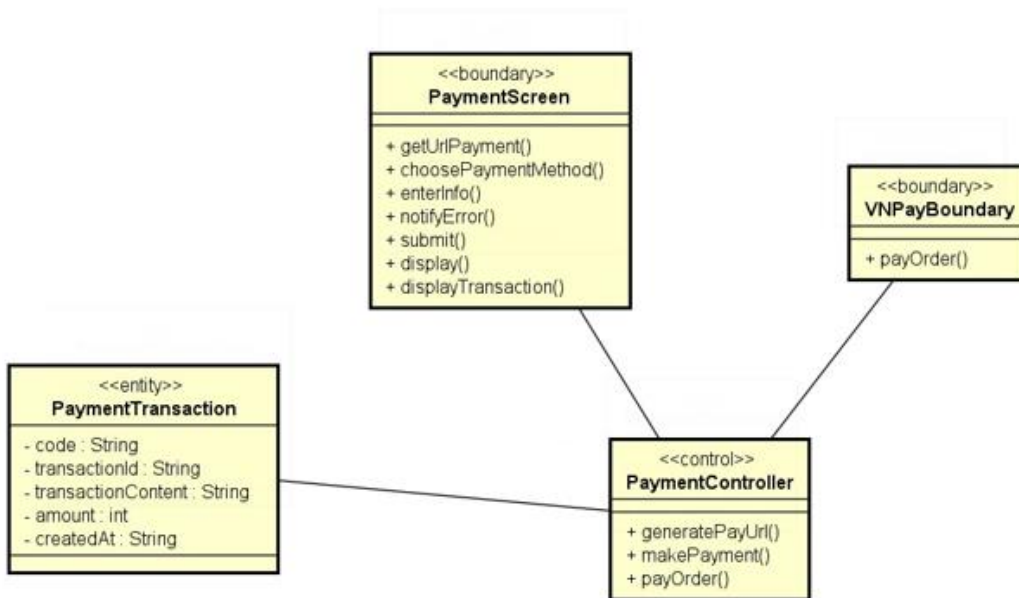 <<boundary>>
PaymentScreen
+ getUrlPayment()
+ choosePaymentMethod()
+ enterInfo()
+ notifyError()
+ submit()
+ display()
+ displayTransaction()
<<boundary>>
VNPayBoundary
+ payOrder()
<<entity>>
PaymentTransaction
- code : String
- transactionId : String
- transactionContent : String
- amount : int
- createdAt : String
<<control>>
PaymentController
+ generatePayUrl()
+ makePayment()
+ payOrder()